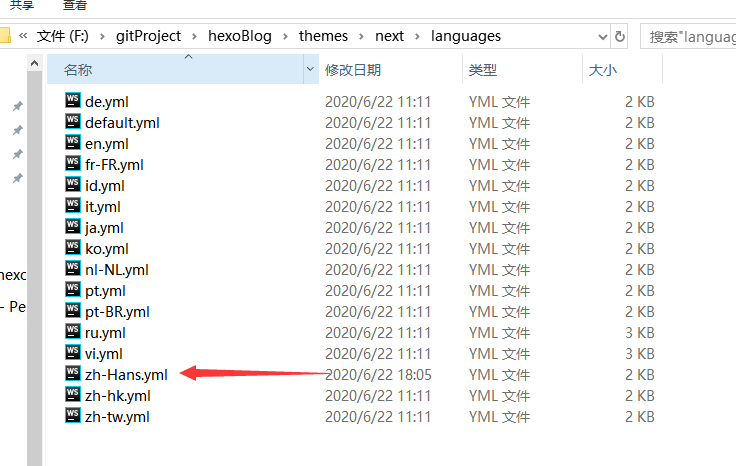 共享 查看
« 文件 (F:) › gitProject › hexoBlog › themes › next › languages 搜索"languag
名称 修改日期 类型 大小
de.yml 2020/6/22 11:11 YML 文件 2 KB
default.yml 2020/6/22 11:11 YML 文件 2 KB
en.yml 2020/6/22 11:11 YML 文件 2 KB
fr-FR.yml 2020/6/22 11:11 YML 文件 2 KB
id.yml 2020/6/22 11:11 YML 文件 2 KB
it.yml 2020/6/22 11:11 YML 文件 2 KB
ja.yml 2020/6/22 11:11 YML 文件 2 KB
ko.yml 2020/6/22 11:11 YML 文件 2 KB
nl-NL.yml 2020/6/22 11:11 YML 文件 2 KB
pt.yml 2020/6/22 11:11 YML 文件 2 KB
pt-BR.yml 2020/6/22 11:11 YML 文件 2 KB
ru.yml 2020/6/22 11:11 YML 文件 3 KB
vi.yml 2020/6/22 11:11 YML 文件 3 KB
zh-Hans.yml 2020/6/22 18:05 YML 文件 2 KB
zh-hk.yml 2020/6/22 11:11 YML 文件 2 KB
zh-tw.yml 2020/6/22 11:11 YML 文件 2 KB
hexo
- Pe